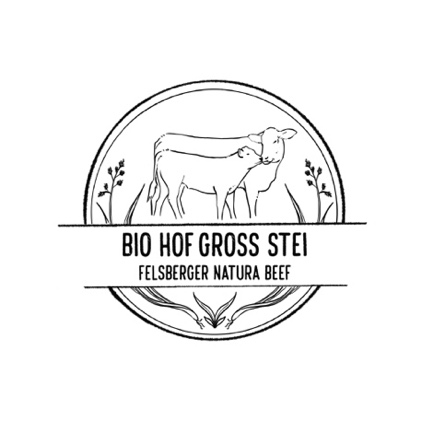 BIO HOF GROSS STEI
FELSBERGER NATURA BEEF